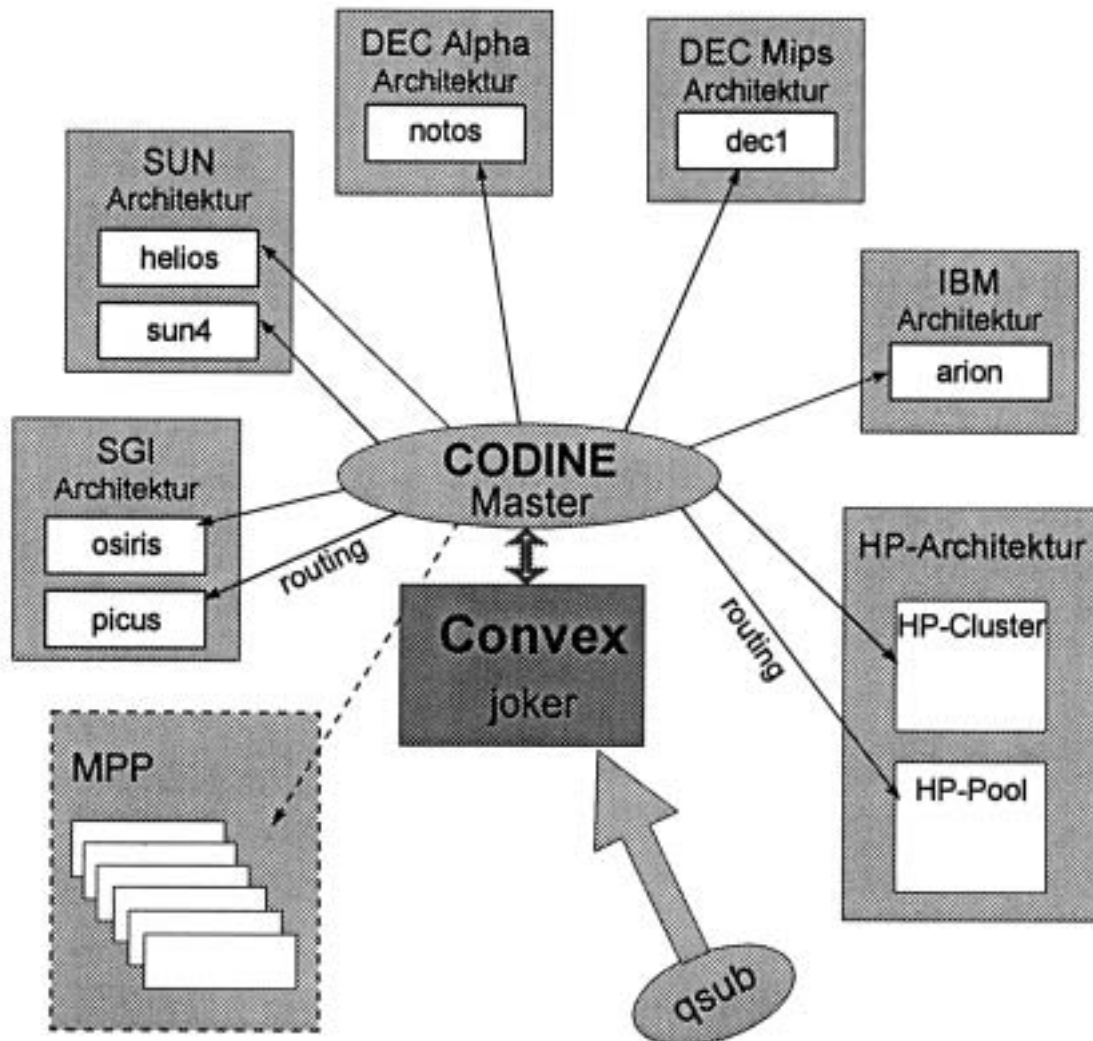 DEC Alpha
Architektur
notos
DEC Mips
Architektur
dec1
SUN
Architektur
helios
sun4
IBM
Architektur
arion
CODINE
Master
SGI
Architektur
osiris
picus
routing
HP-Architektur
HP-Cluster
HP-Pool
routing
Convex
joker
MPP
qsub